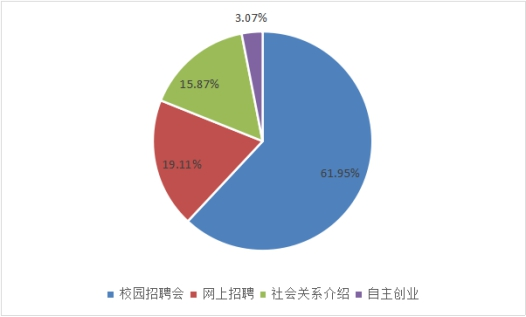 3.07%
15.87%
19.11%
61.95%
校园招聘会 网上招聘 社会关系介绍 自主创业